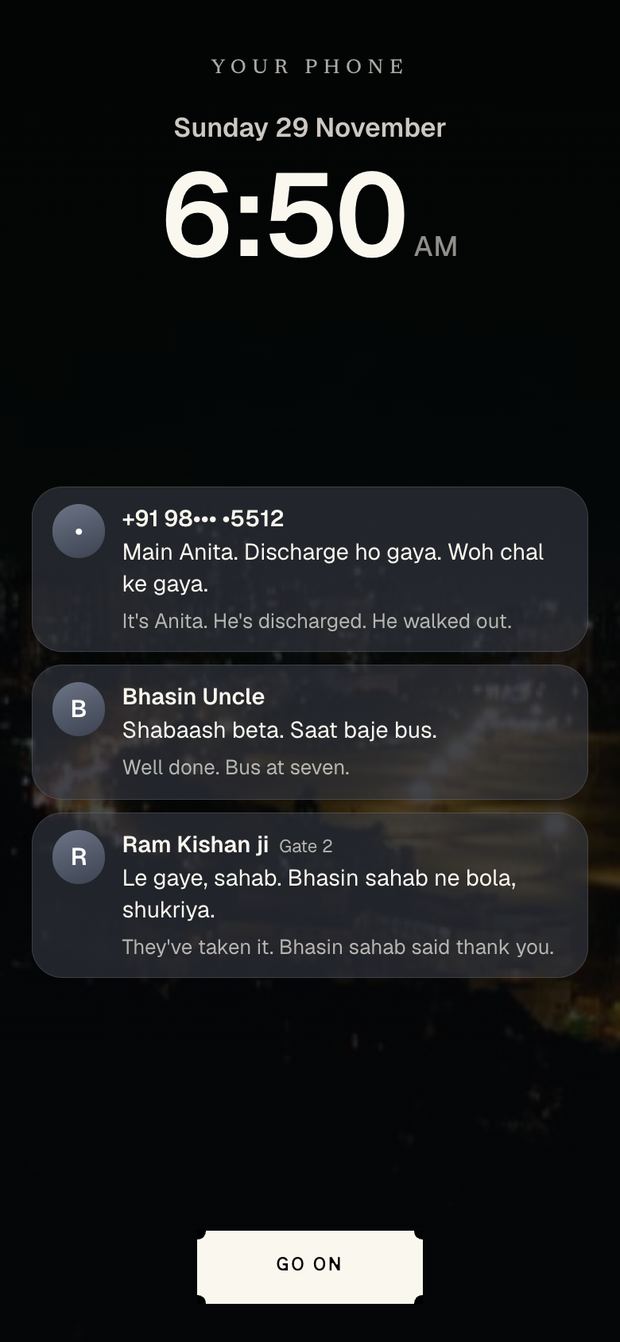 YOUR PHONE
Sunday 29 November
6:50 AM
+91 98••• •5512
Main Anita. Discharge ho gaya. Woh chal
ke gaya.
It's Anita. He's discharged. He walked out.
B
Bhasin Uncle
Shabaash beta. Saat baje bus.
Well done. Bus at seven.
R
Ram Kishan ji Gate 2
Le gaye, sahab. Bhasin sahab ne bola,
shukriya.
They've taken it. Bhasin sahab said thank you.
GO ON